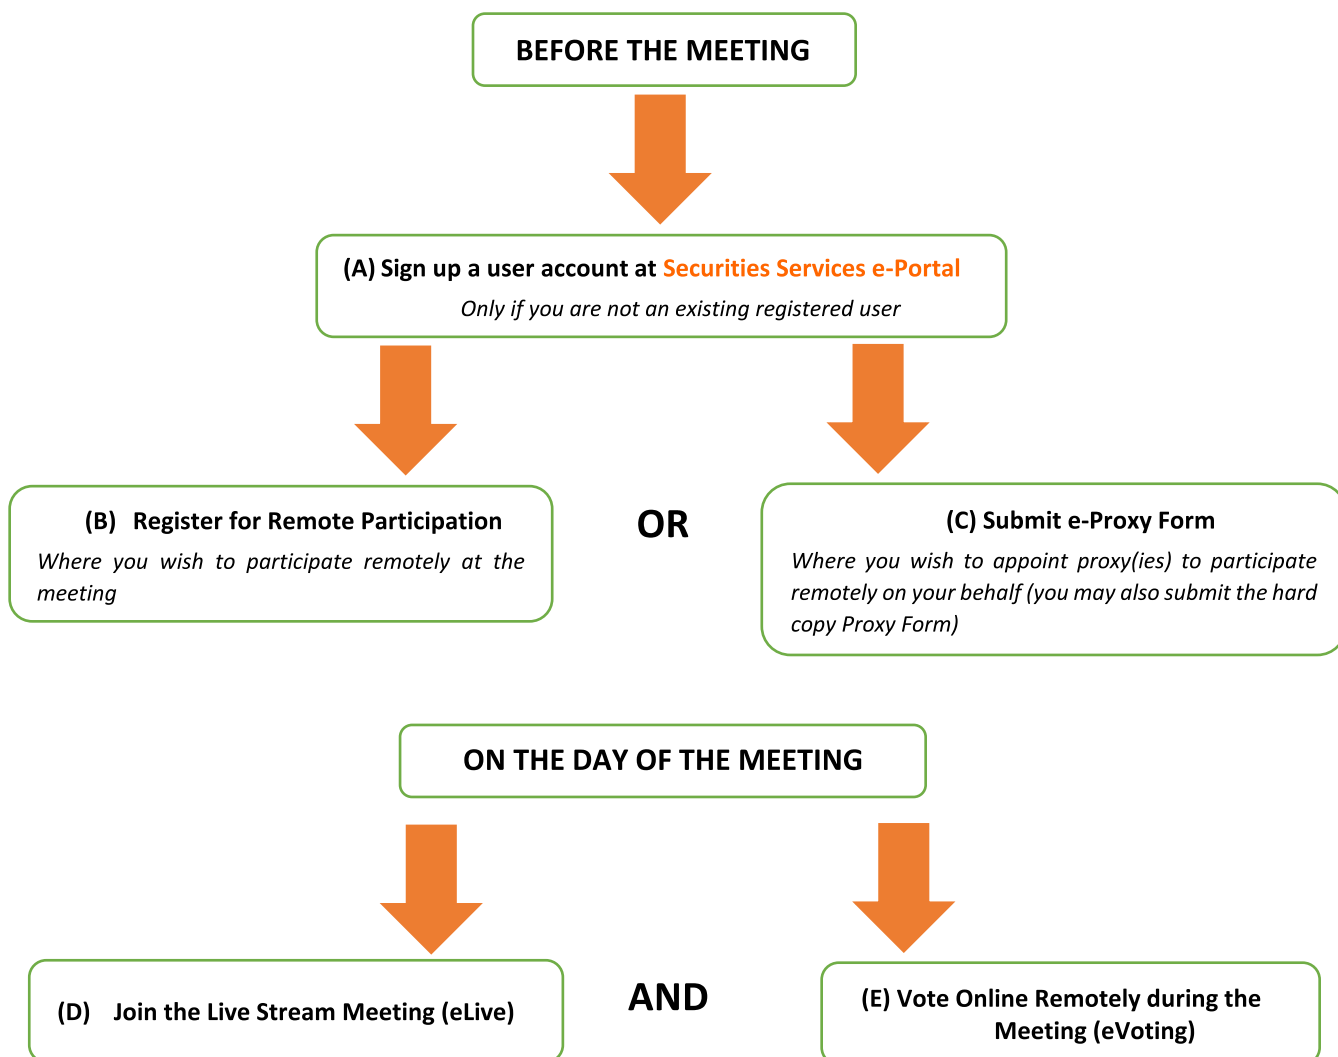 BEFORE THE MEETING
(A) Sign up a user account at Securities Services e-Portal
Only if you are not an existing registered user
(B) Register for Remote Participation
Where you wish to participate remotely at the
meeting
OR
(C) Submit e-Proxy Form
Where you wish to appoint proxy(ies) to participate
remotely on your behalf (you may also submit the hard
copy Proxy Form)
ON THE DAY OF THE MEETING
(D) Join the Live Stream Meeting (eLive)
AND
(E) Vote Online Remotely during the
Meeting (eVoting)